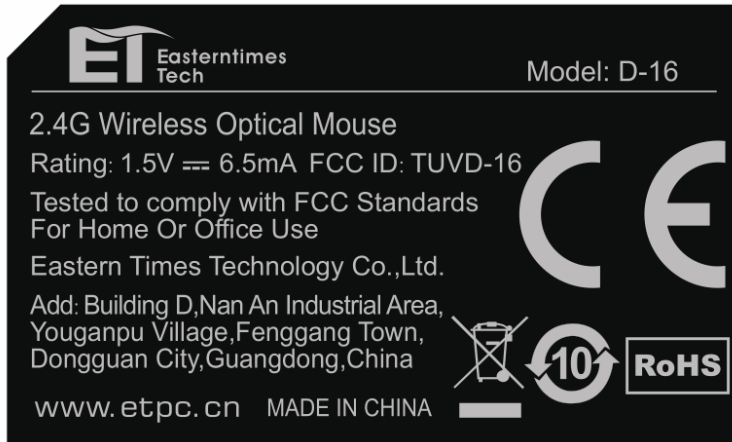 ET Easterntimes
Tech
Model: D-16
2.4G Wireless Optical Mouse
Rating: 1.5V ⎓ 6.5mA FCC ID: TUVD-16
Tested to comply with FCC Standards
For Home Or Office Use
Eastern Times Technology Co.,Ltd.
Add: Building D,Nan An Industrial Area,
Youganpu Village,Fenggang Town,
Dongguan City,Guangdong,China
www.etpc.cn MADE IN CHINA
CE
10
RoHS